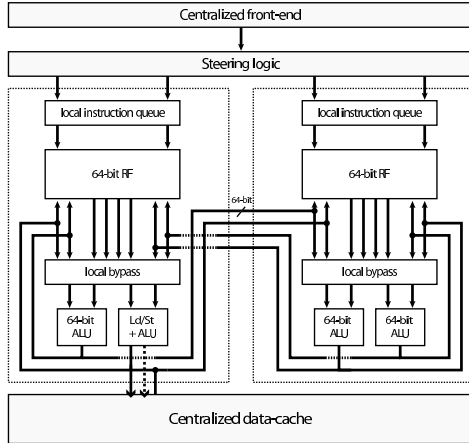 Centralized front-end
Steering logic
local instruction queue
local instruction queue
64-bit RF
64-bit RF
64-bit
local bypass
local bypass
64-bit
ALU
Ld/St
+ ALU
64-bit
ALU
64-bit
ALU
Centralized data-cache